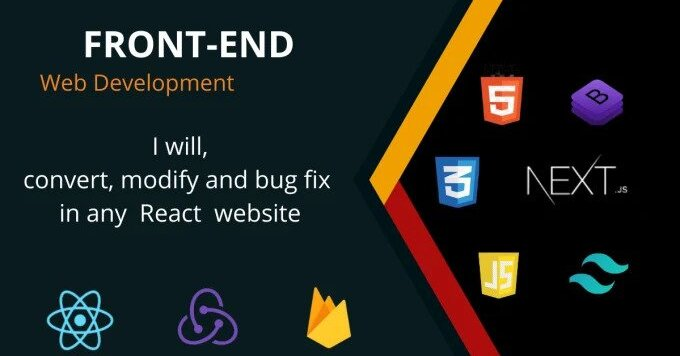 FRONT-END
Web Development
I will,
convert, modify and bug fix
in any React website
5
B
3
NEXT
.JS
JS